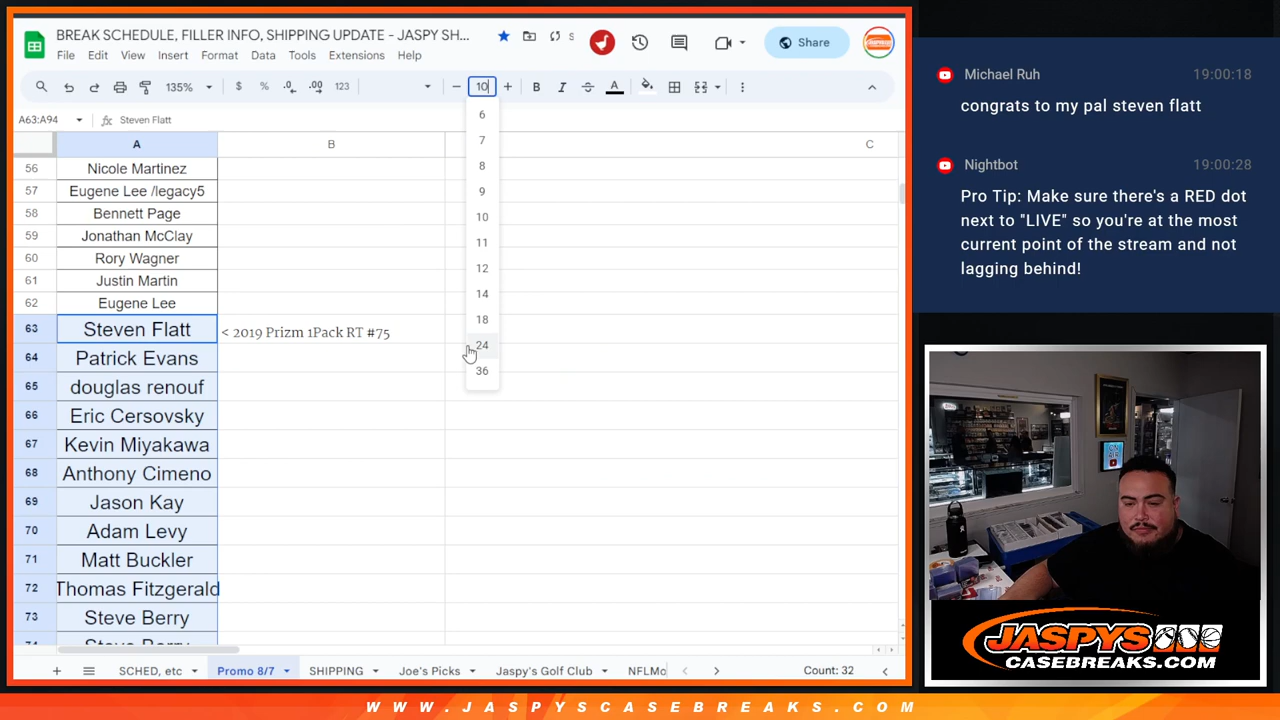 BREAK SCHEDULE, FILLER INFO, SHIPPING UPDATE - JASPY SH...
File Edit View Insert Format Data Tools Extensions Help
Share
135% $ % .0 .00 123 − 10 + B I A
A63:A94 fx Steven Flatt
A B C
56 Nicole Martinez
57 Eugene Lee /legacy5
58 Bennett Page
59 Jonathan McClay
60 Rory Wagner
61 Justin Martin
62 Eugene Lee
63 Steven Flatt < 2019 Prizm 1Pack RT #75
64 Patrick Evans
65 douglas renouf
66 Eric Cersovsky
67 Kevin Miyakawa
68 Anthony Cimeno
69 Jason Kay
70 Adam Levy
71 Matt Buckler
72 Thomas Fitzgerald
73 Steve Berry
74 Steve Berry
6
7
8
9
10
11
12
14
18
24
36
SCHED, etc Promo 8/7 SHIPPING Joe's Picks Jaspy's Golf Club NFLMo Count: 32
Michael Ruh 19:00:18
congrats to my pal steven flatt
Nightbot 19:00:28
Pro Tip: Make sure there's a RED dot
next to "LIVE" so you're at the most
current point of the stream and not
lagging behind!
JASPYS
CASEBREAKS.COM
WWW.JASPYSCASEBREAKS.COM